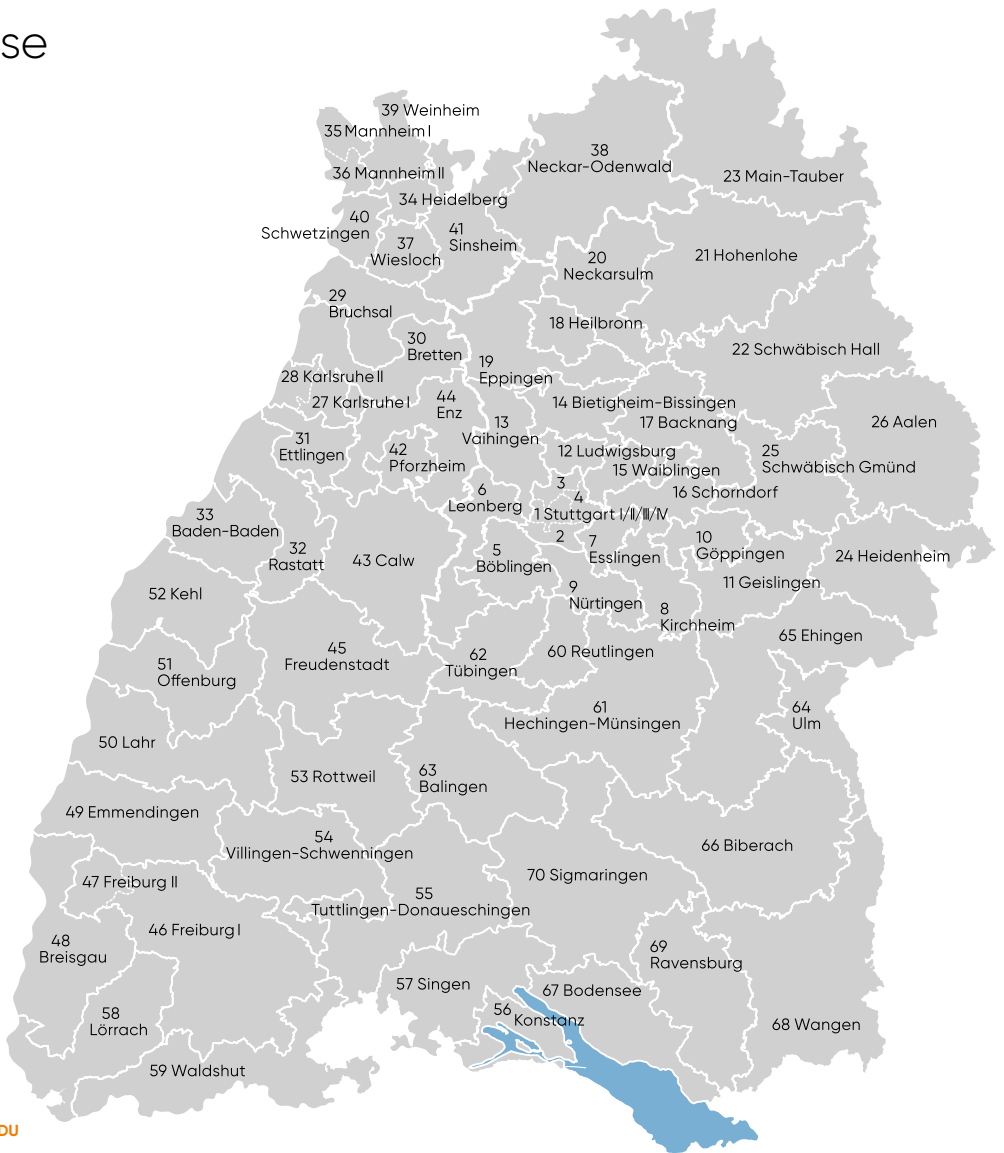 se
39 Weinheim
35 Mannheim I
36 Mannheim II
38
Neckar-Odenwald
23 Main-Tauber
34 Heidelberg
40
Schwetzingen
37
Wiesloch
41
Sinsheim
20
Neckarsulm
21 Hohenlohe
29
Bruchsal
18 Heilbronn
30
Bretten
22 Schwäbisch Hall
19
Eppingen
28 Karlsruhe II
27 Karlsruhe I
44
Enz
14 Bietigheim-Bissingen
17 Backnang
26 Aalen
13
Vaihingen
31
Ettlingen
42
Pforzheim
12 Ludwigsburg
15 Waiblingen
25
Schwäbisch Gmünd
16 Schorndorf
3
4
6
Leonberg
1 Stuttgart I/II/III/IV
2
33
Baden-Baden
32
Rastatt
43 Calw
5
Böblingen
7
Esslingen
10
Göppingen
24 Heidenheim
11 Geislingen
9
Nürtingen
8
Kirchheim
52 Kehl
65 Ehingen
45
Freudenstadt
62
Tübingen
60 Reutlingen
51
Offenburg
61
Hechingen-Münsingen
64
Ulm
50 Lahr
53 Rottweil
63
Balingen
49 Emmendingen
54
Villingen-Schwenningen
66 Biberach
47 Freiburg II
70 Sigmaringen
55
Tuttlingen-Donaueschingen
46 Freiburg I
48
Breisgau
69
Ravensburg
57 Singen
67 Bodensee
56
Konstanz
58
Lörrach
68 Wangen
59 Waldshut
DU